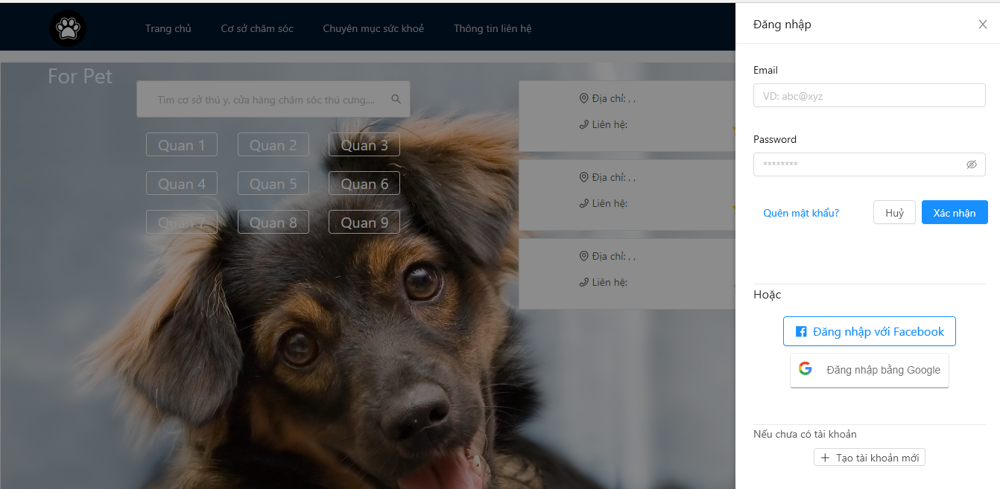 Trang chủ Cơ sở chăm sóc Chuyên mục sức khoẻ Thông tin liên hệ
For Pet
Tìm cơ sở thú y, cửa hàng chăm sóc thú cưng,...
Quan 1 Quan 2 Quan 3
Quan 4 Quan 5 Quan 6
Quan 7 Quan 8 Quan 9
Địa chỉ: , ,
Liên hệ:
Địa chỉ: , ,
Liên hệ:
Địa chỉ: , ,
Liên hệ:
Đăng nhập
Email
VD: abc@xyz
Password
********
Quên mật khẩu? Huỷ Xác nhận
Hoặc
Đăng nhập với Facebook
Đăng nhập bằng Google
Nếu chưa có tài khoản
Tạo tài khoản mới